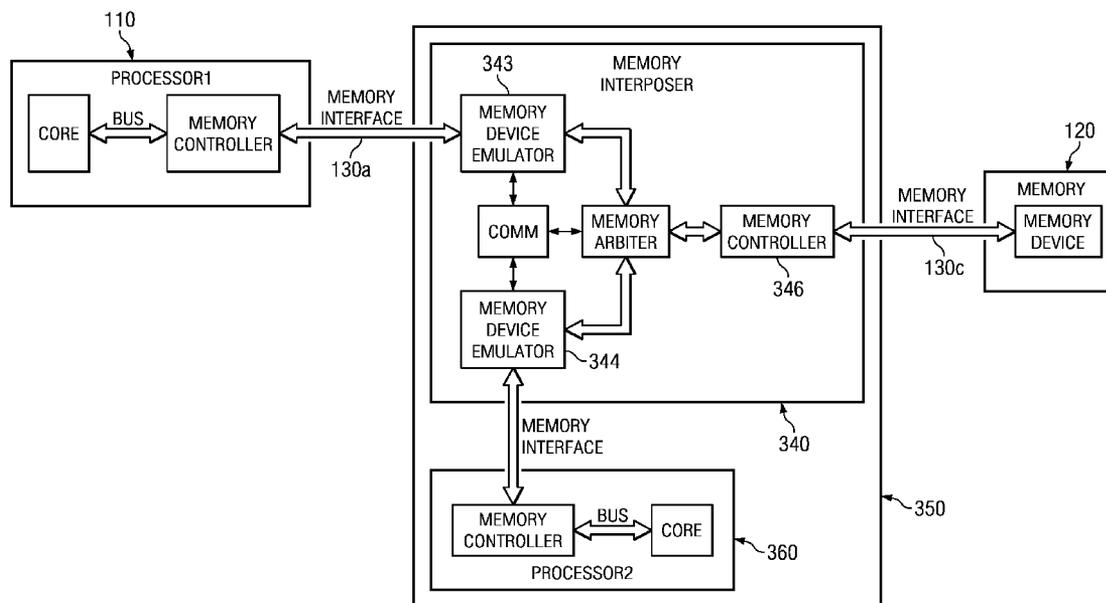 110
PROCESSOR1
CORE
BUS
MEMORY
CONTROLLER
MEMORY
INTERFACE
130a
343
MEMORY
DEVICE
EMULATOR
MEMORY
INTERPOSER
COMM
MEMORY
ARBITER
MEMORY
CONTROLLER
346
MEMORY
INTERFACE
130c
120
MEMORY
MEMORY
DEVICE
MEMORY
DEVICE
EMULATOR
344
340
MEMORY
INTERFACE
350
MEMORY
CONTROLLER
BUS
CORE
PROCESSOR2
360